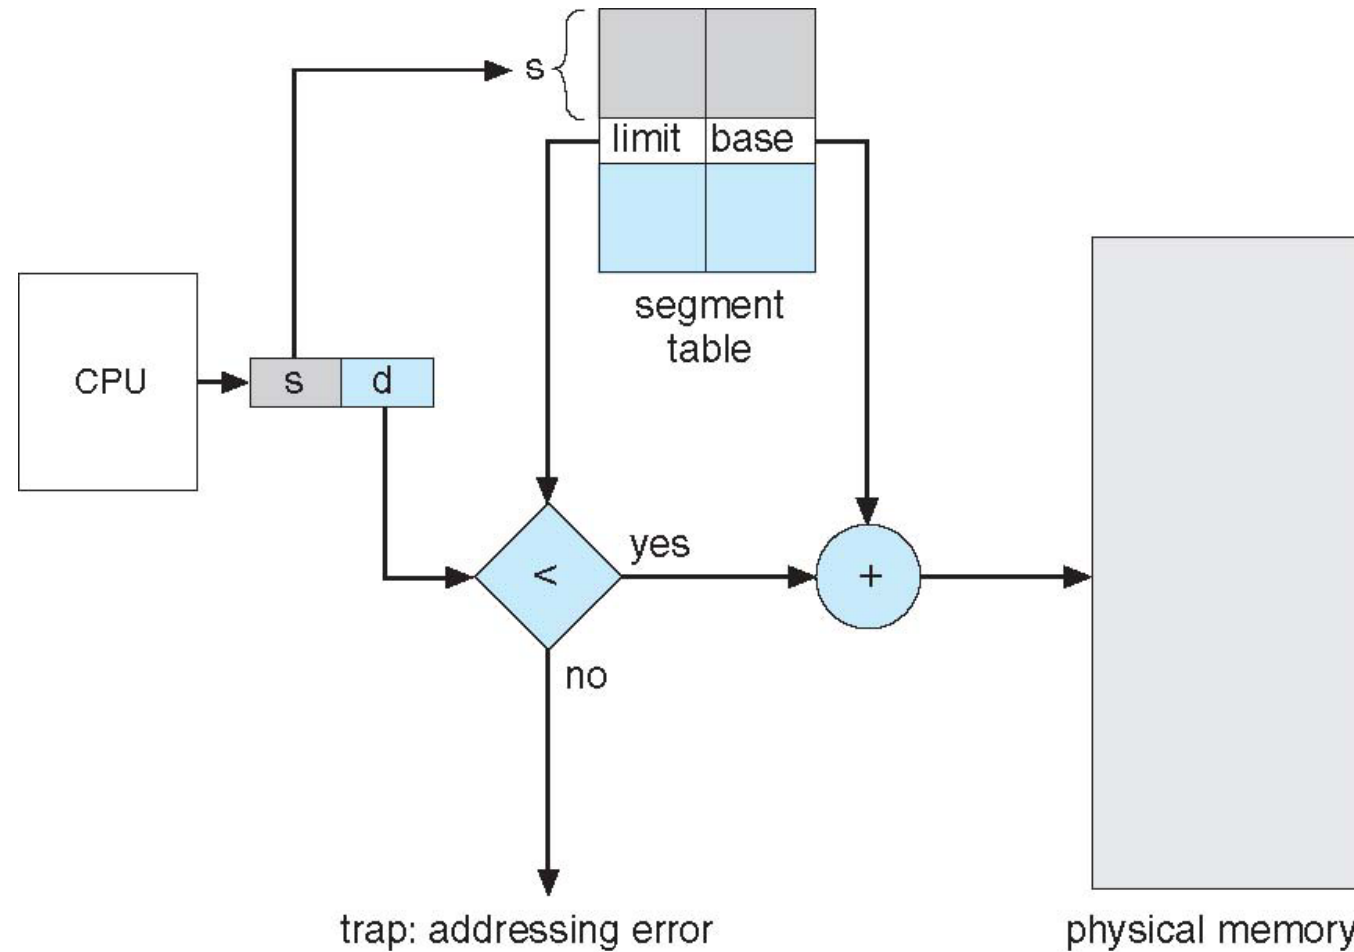 s
limit base
segment
table
CPU
s d
<
yes
+
no
trap: addressing error
physical memory